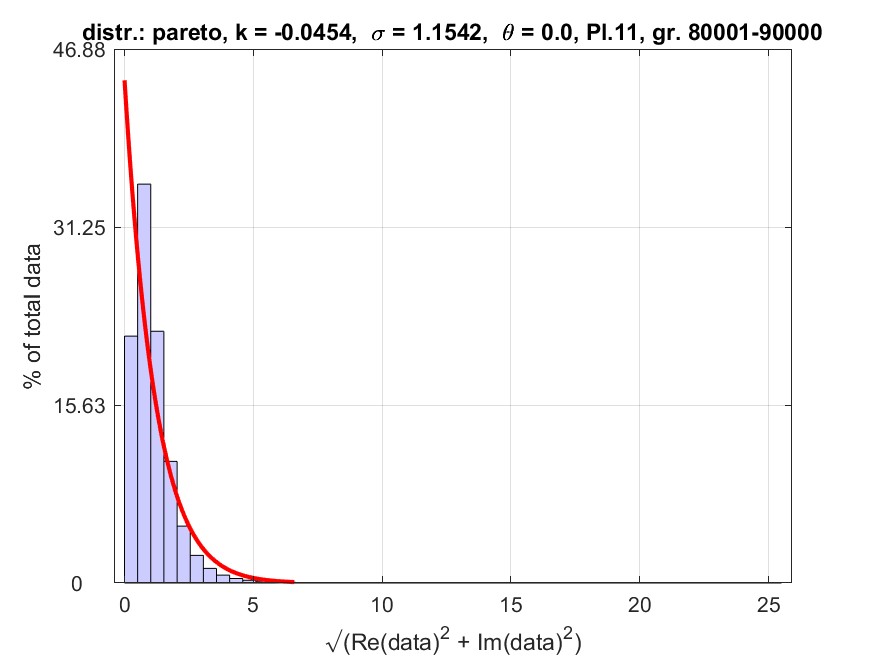 distr.: pareto, k = -0.0454, σ = 1.1542, θ = 0.0, Pl.11, gr. 80001-90000
46.88
31.25
15.63
0
% of total data
0 5 10 15 20 25
√(Re(data)² + Im(data)²)